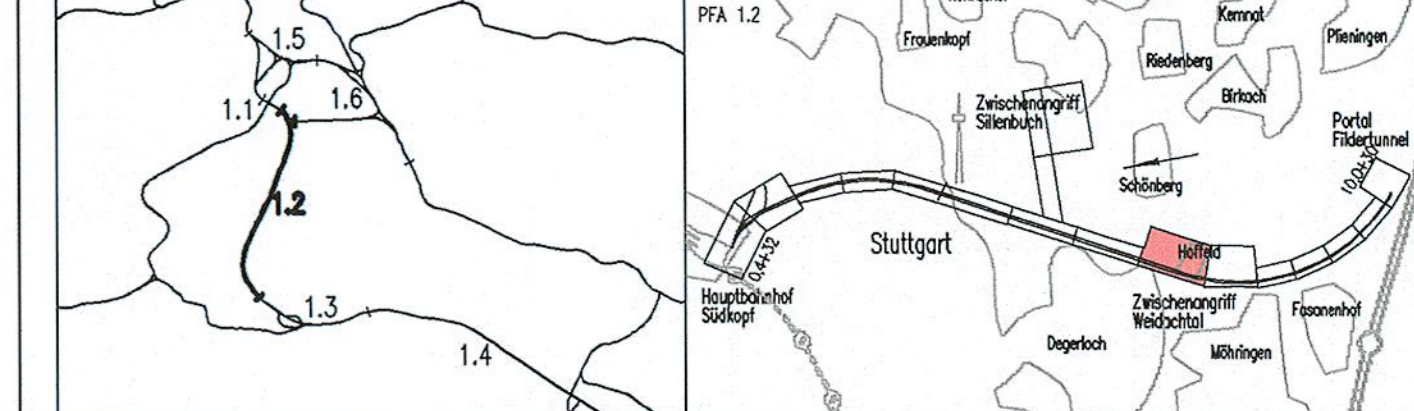 1.5
1.1
1.6
1.2
1.3
1.4
PFA 1.2
Frauenkopf
Kemnat
Plieningen
Riedenberg
Birkach
Zwischenangriff
Sillenbuch
Portal
Fildertunnel
10.0+30
Schönberg
Stuttgart
Hoffeld
0.4+32
Hauptbahnhof
Südkopf
Zwischenangriff
Weidachtal
Fasanenhof
Degerloch
Möhringen